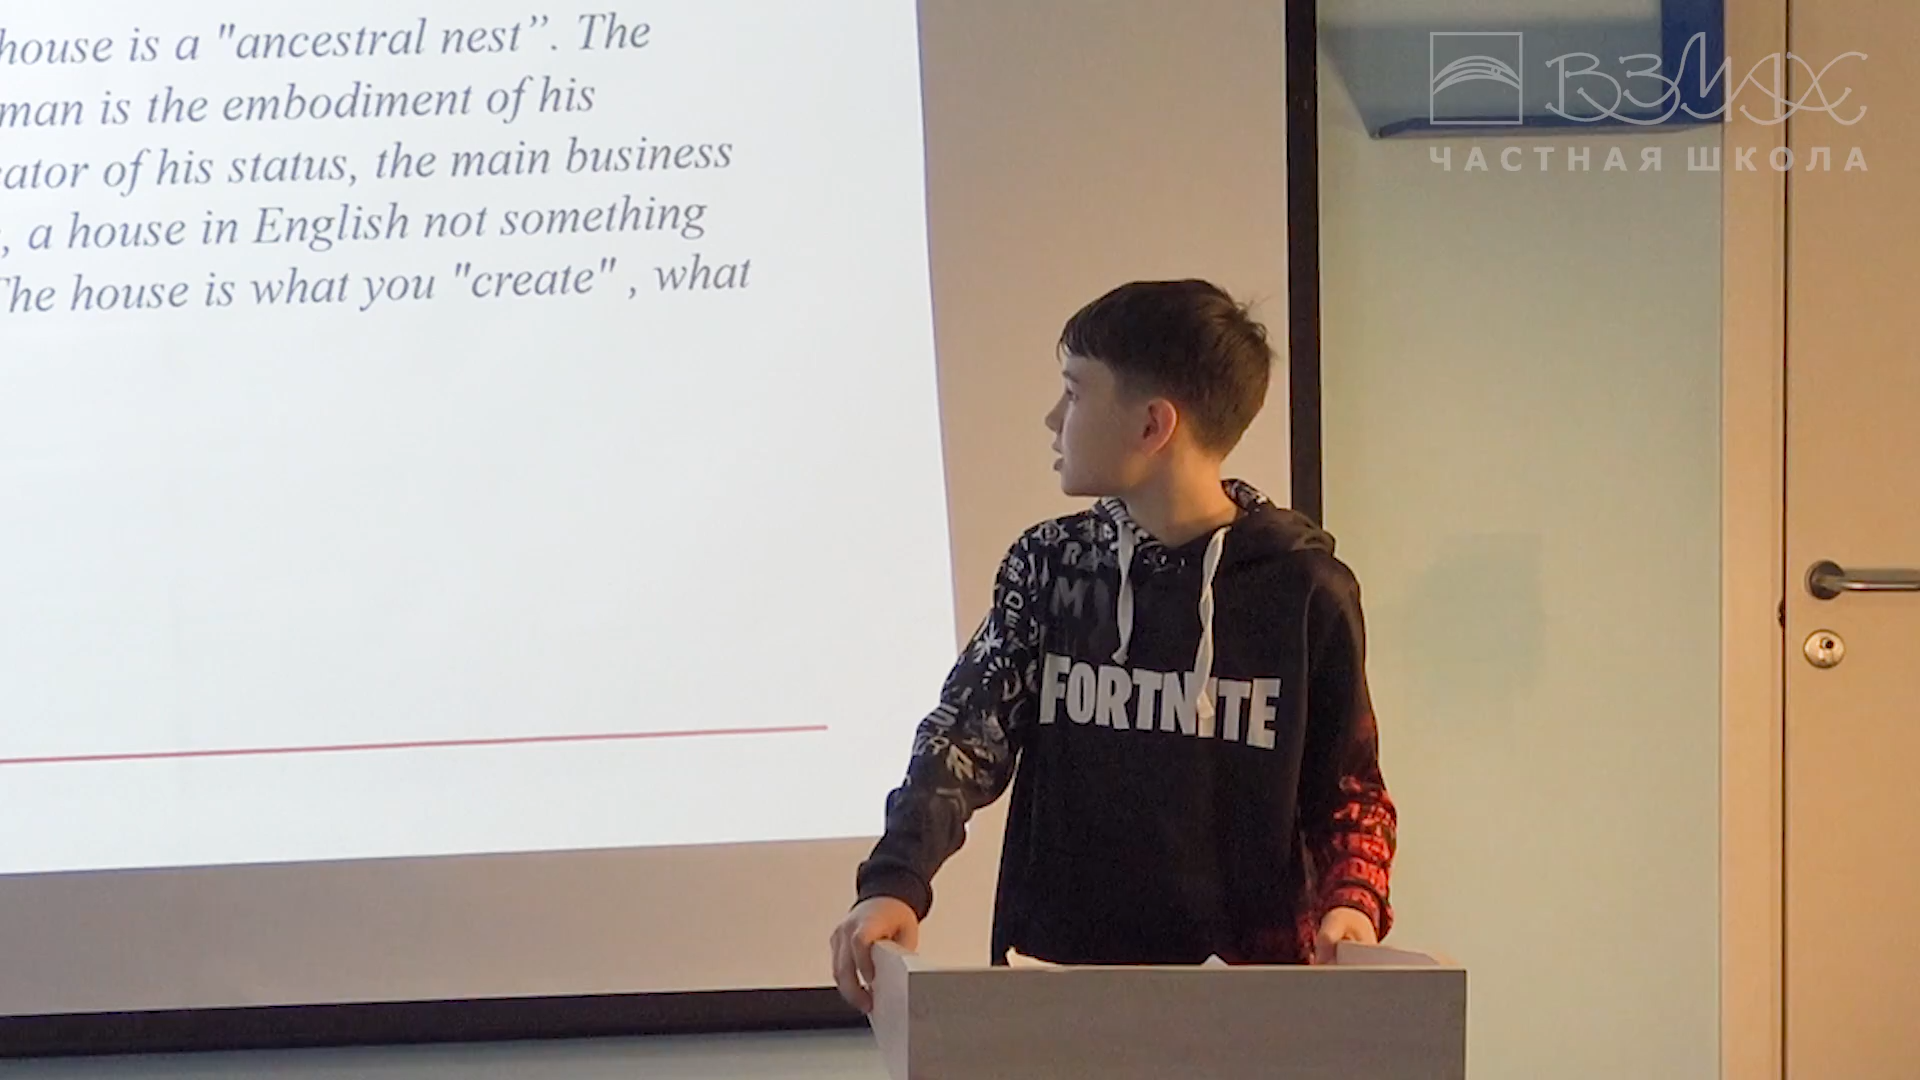 house is a "ancestral nest”. The
man is the embodiment of his
ator of his status, the main business
, a house in English not something
The house is what you "create" , what
ВЗМАХ
ЧАСТНАЯ ШКОЛА
FORTNITE